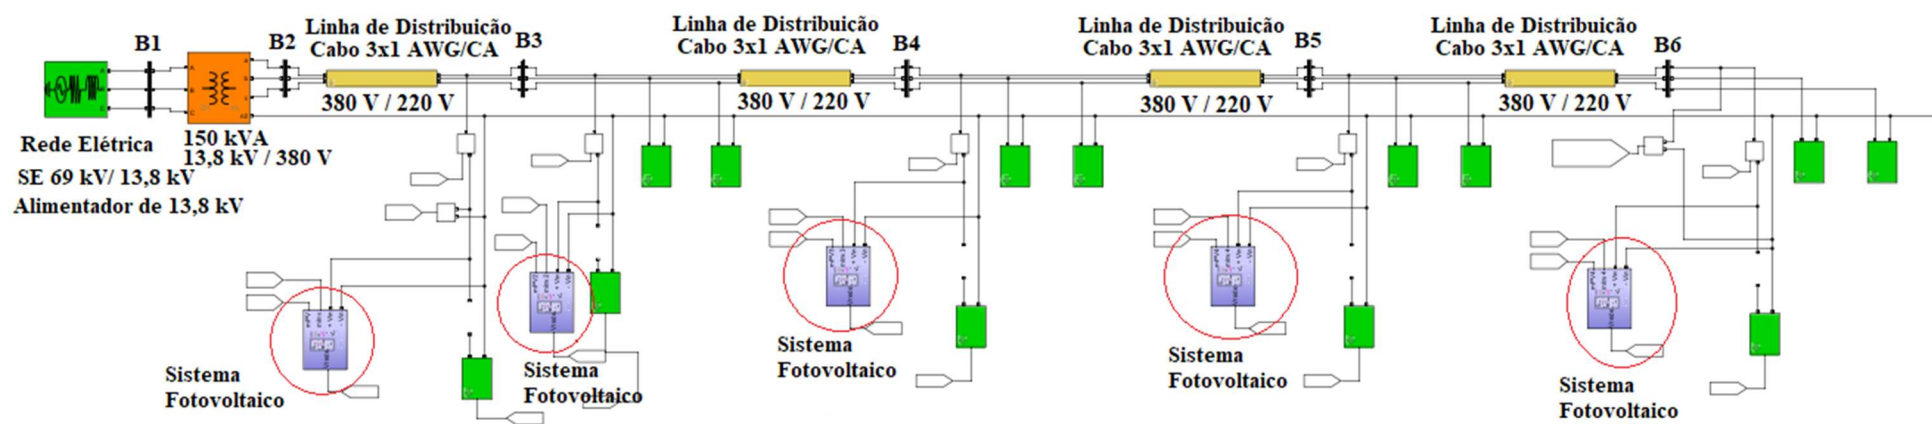 B1
B2
Linha de Distribuição
Cabo 3x1 AWG/CA
B3
Linha de Distribuição
Cabo 3x1 AWG/CA
B4
Linha de Distribuição
Cabo 3x1 AWG/CA
B5
Linha de Distribuição
Cabo 3x1 AWG/CA
B6
380 V / 220 V
380 V / 220 V
380 V / 220 V
380 V / 220 V
Rede Elétrica
SE 69 kV/ 13,8 kV
Alimentador de 13,8 kV
150 kVA
13,8 kV / 380 V
Sistema
Fotovoltaico
Sistema
Fotovoltaico
Sistema
Fotovoltaico
Sistema
Fotovoltaico
Sistema
Fotovoltaico